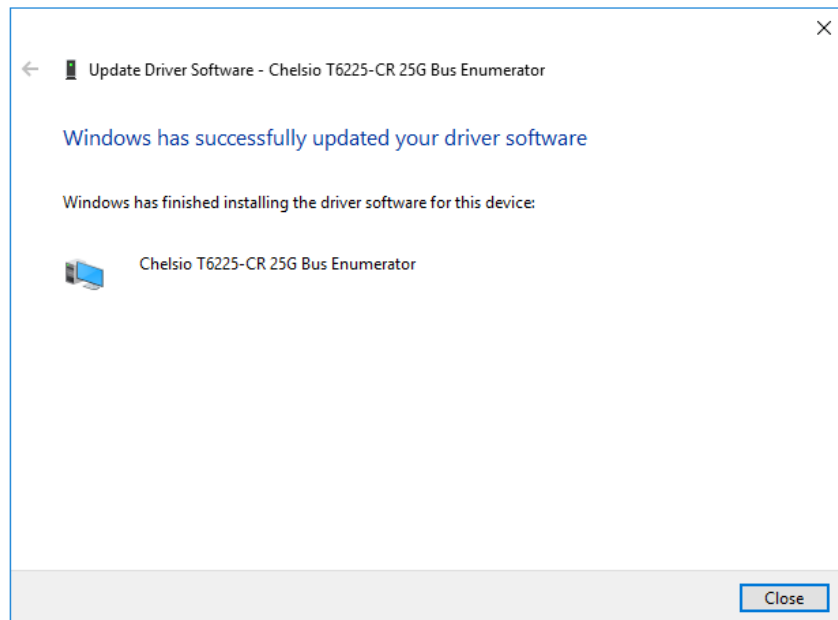 Update Driver Software - Chelsio T6225-CR 25G Bus Enumerator
Windows has successfully updated your driver software
Windows has finished installing the driver software for this device:
Chelsio T6225-CR 25G Bus Enumerator
Close